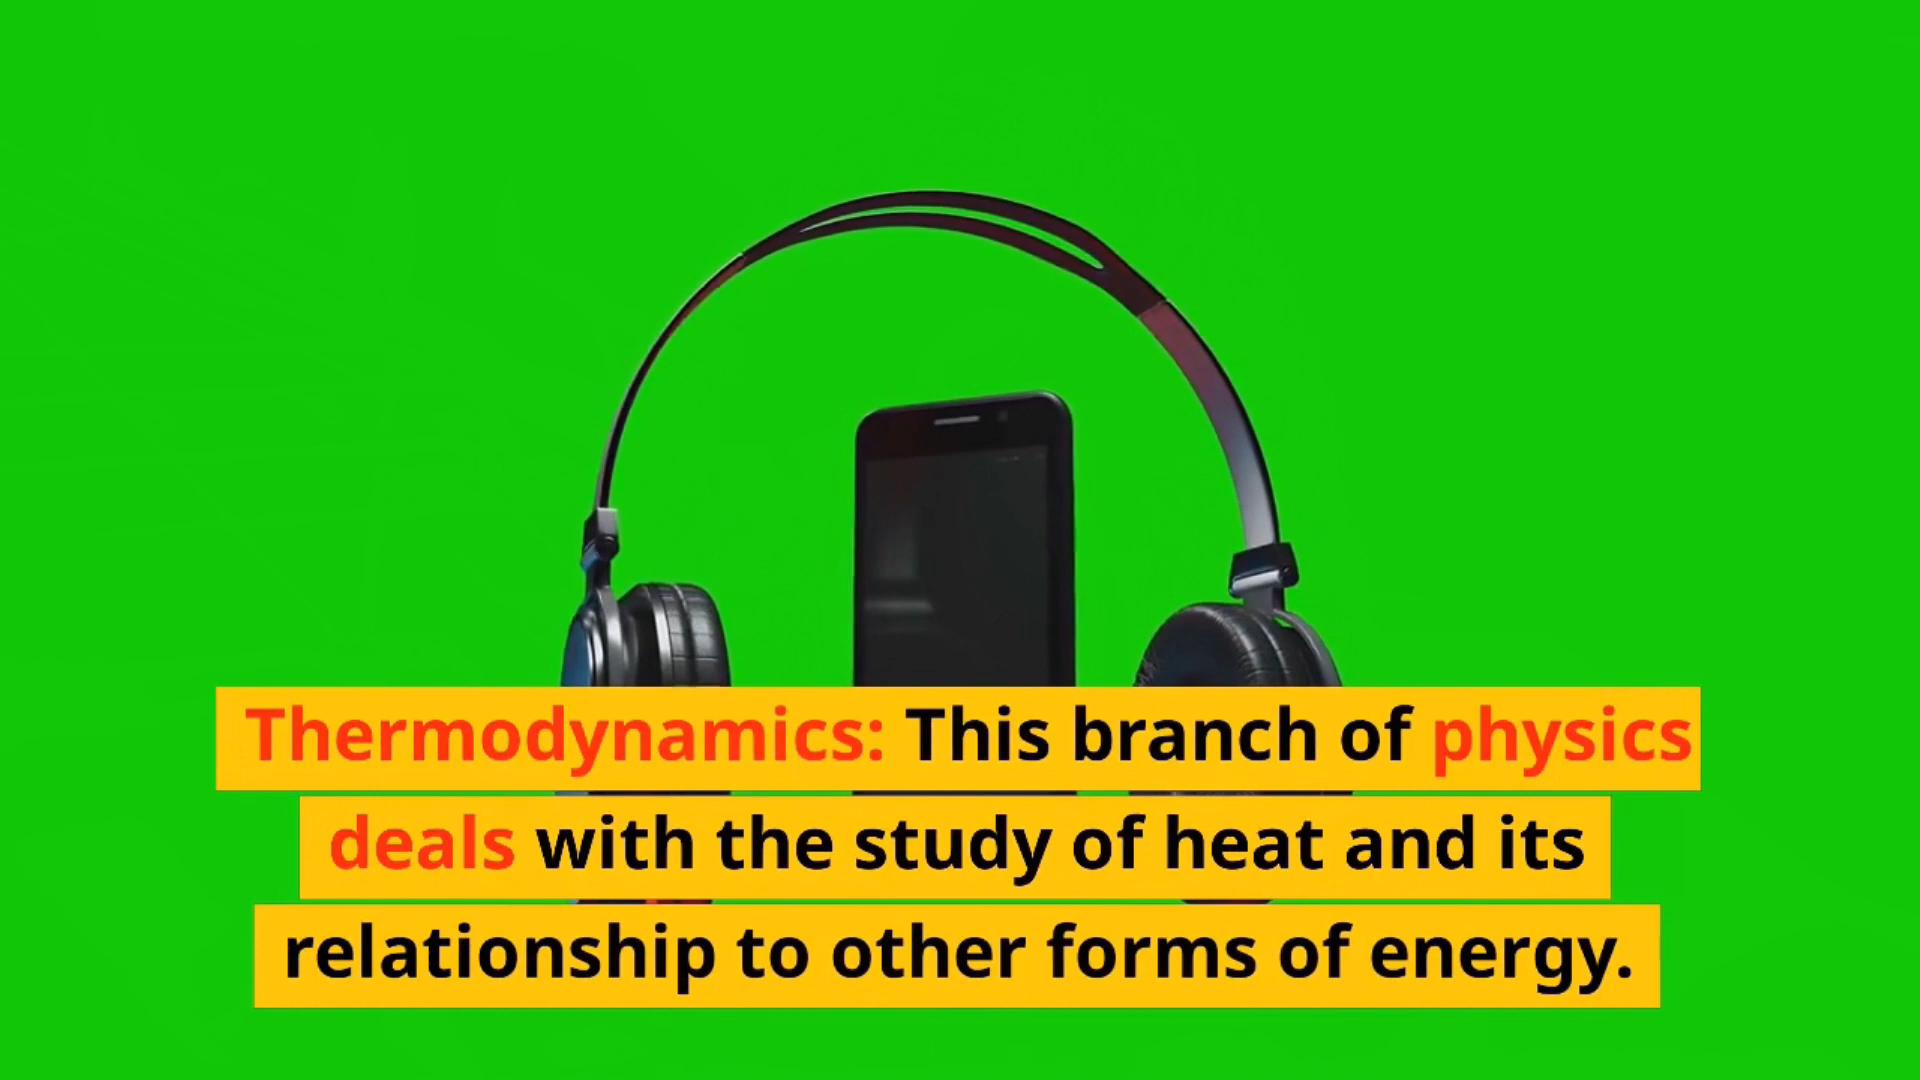 Thermodynamics: This branch of physics
deals with the study of heat and its
relationship to other forms of energy.